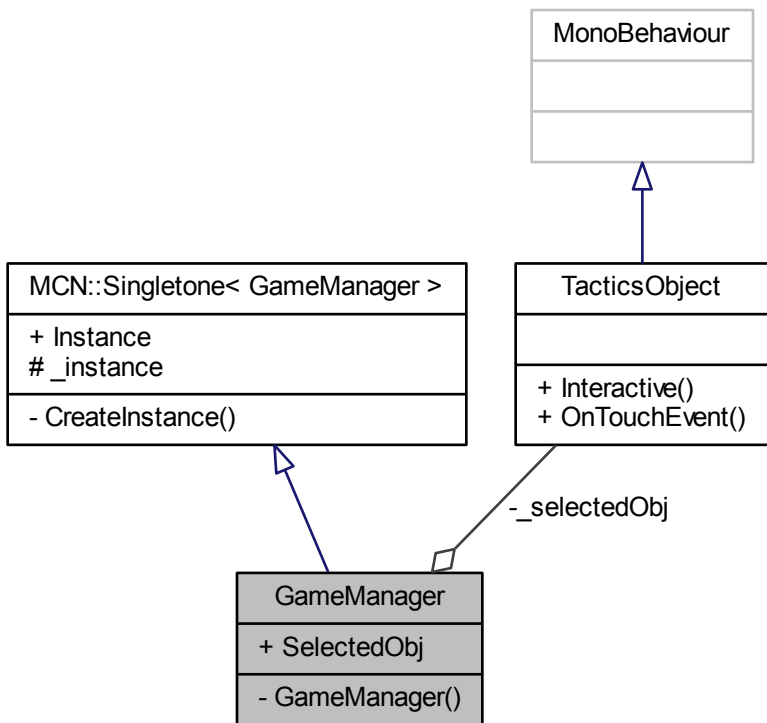 MonoBehaviour
MCN::Singletone< GameManager >
+ Instance
# _instance
- CreateInstance()
TacticsObject
+ Interactive()
+ OnTouchEvent()
-_selectedObj
GameManager
+ SelectedObj
- GameManager()